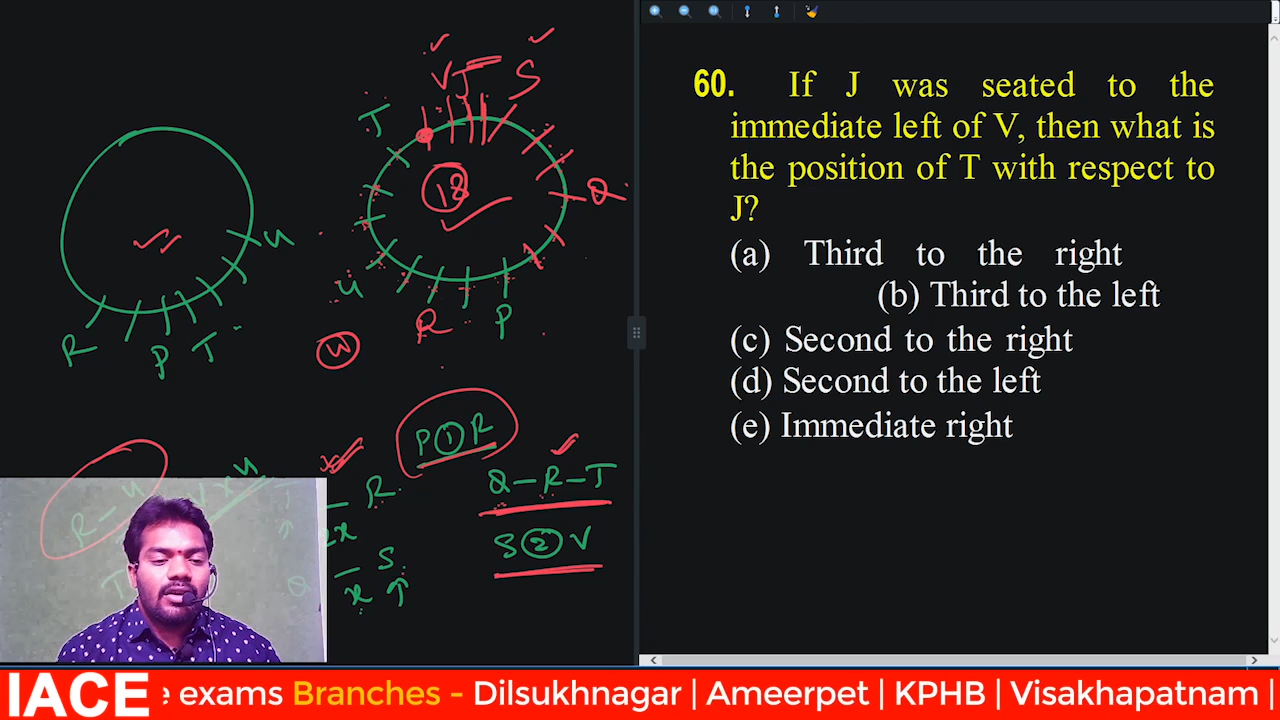 60. If J was seated to the
immediate left of V, then what is
the position of T with respect to
J?
(a) Third to the right
(b) Third to the left
(c) Second to the right
(d) Second to the left
(e) Immediate right
V J S
T
18
Q
u
R
P
W
u
R
P
T
P 1 R
Q - R - T
S 2 V
R - u
R
2x
S
x ↑
IACE
e exams Branches - Dilsukhnagar | Ameerpet | KPHB | Visakhapatnam |